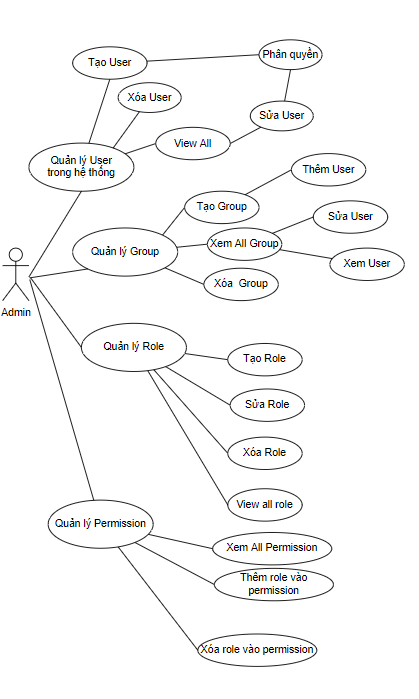 Tạo User
Phân quyền
Xóa User
Sửa User
View All
Quản lý User
trong hệ thống
Thêm User
Tạo Group
Sửa User
Quản lý Group
Xem All Group
Xem User
Xóa Group
Admin
Quản lý Role
Tạo Role
Sửa Role
Xóa Role
View all role
Quản lý Permission
Xem All Permission
Thêm role vào
permission
Xóa role vào permission